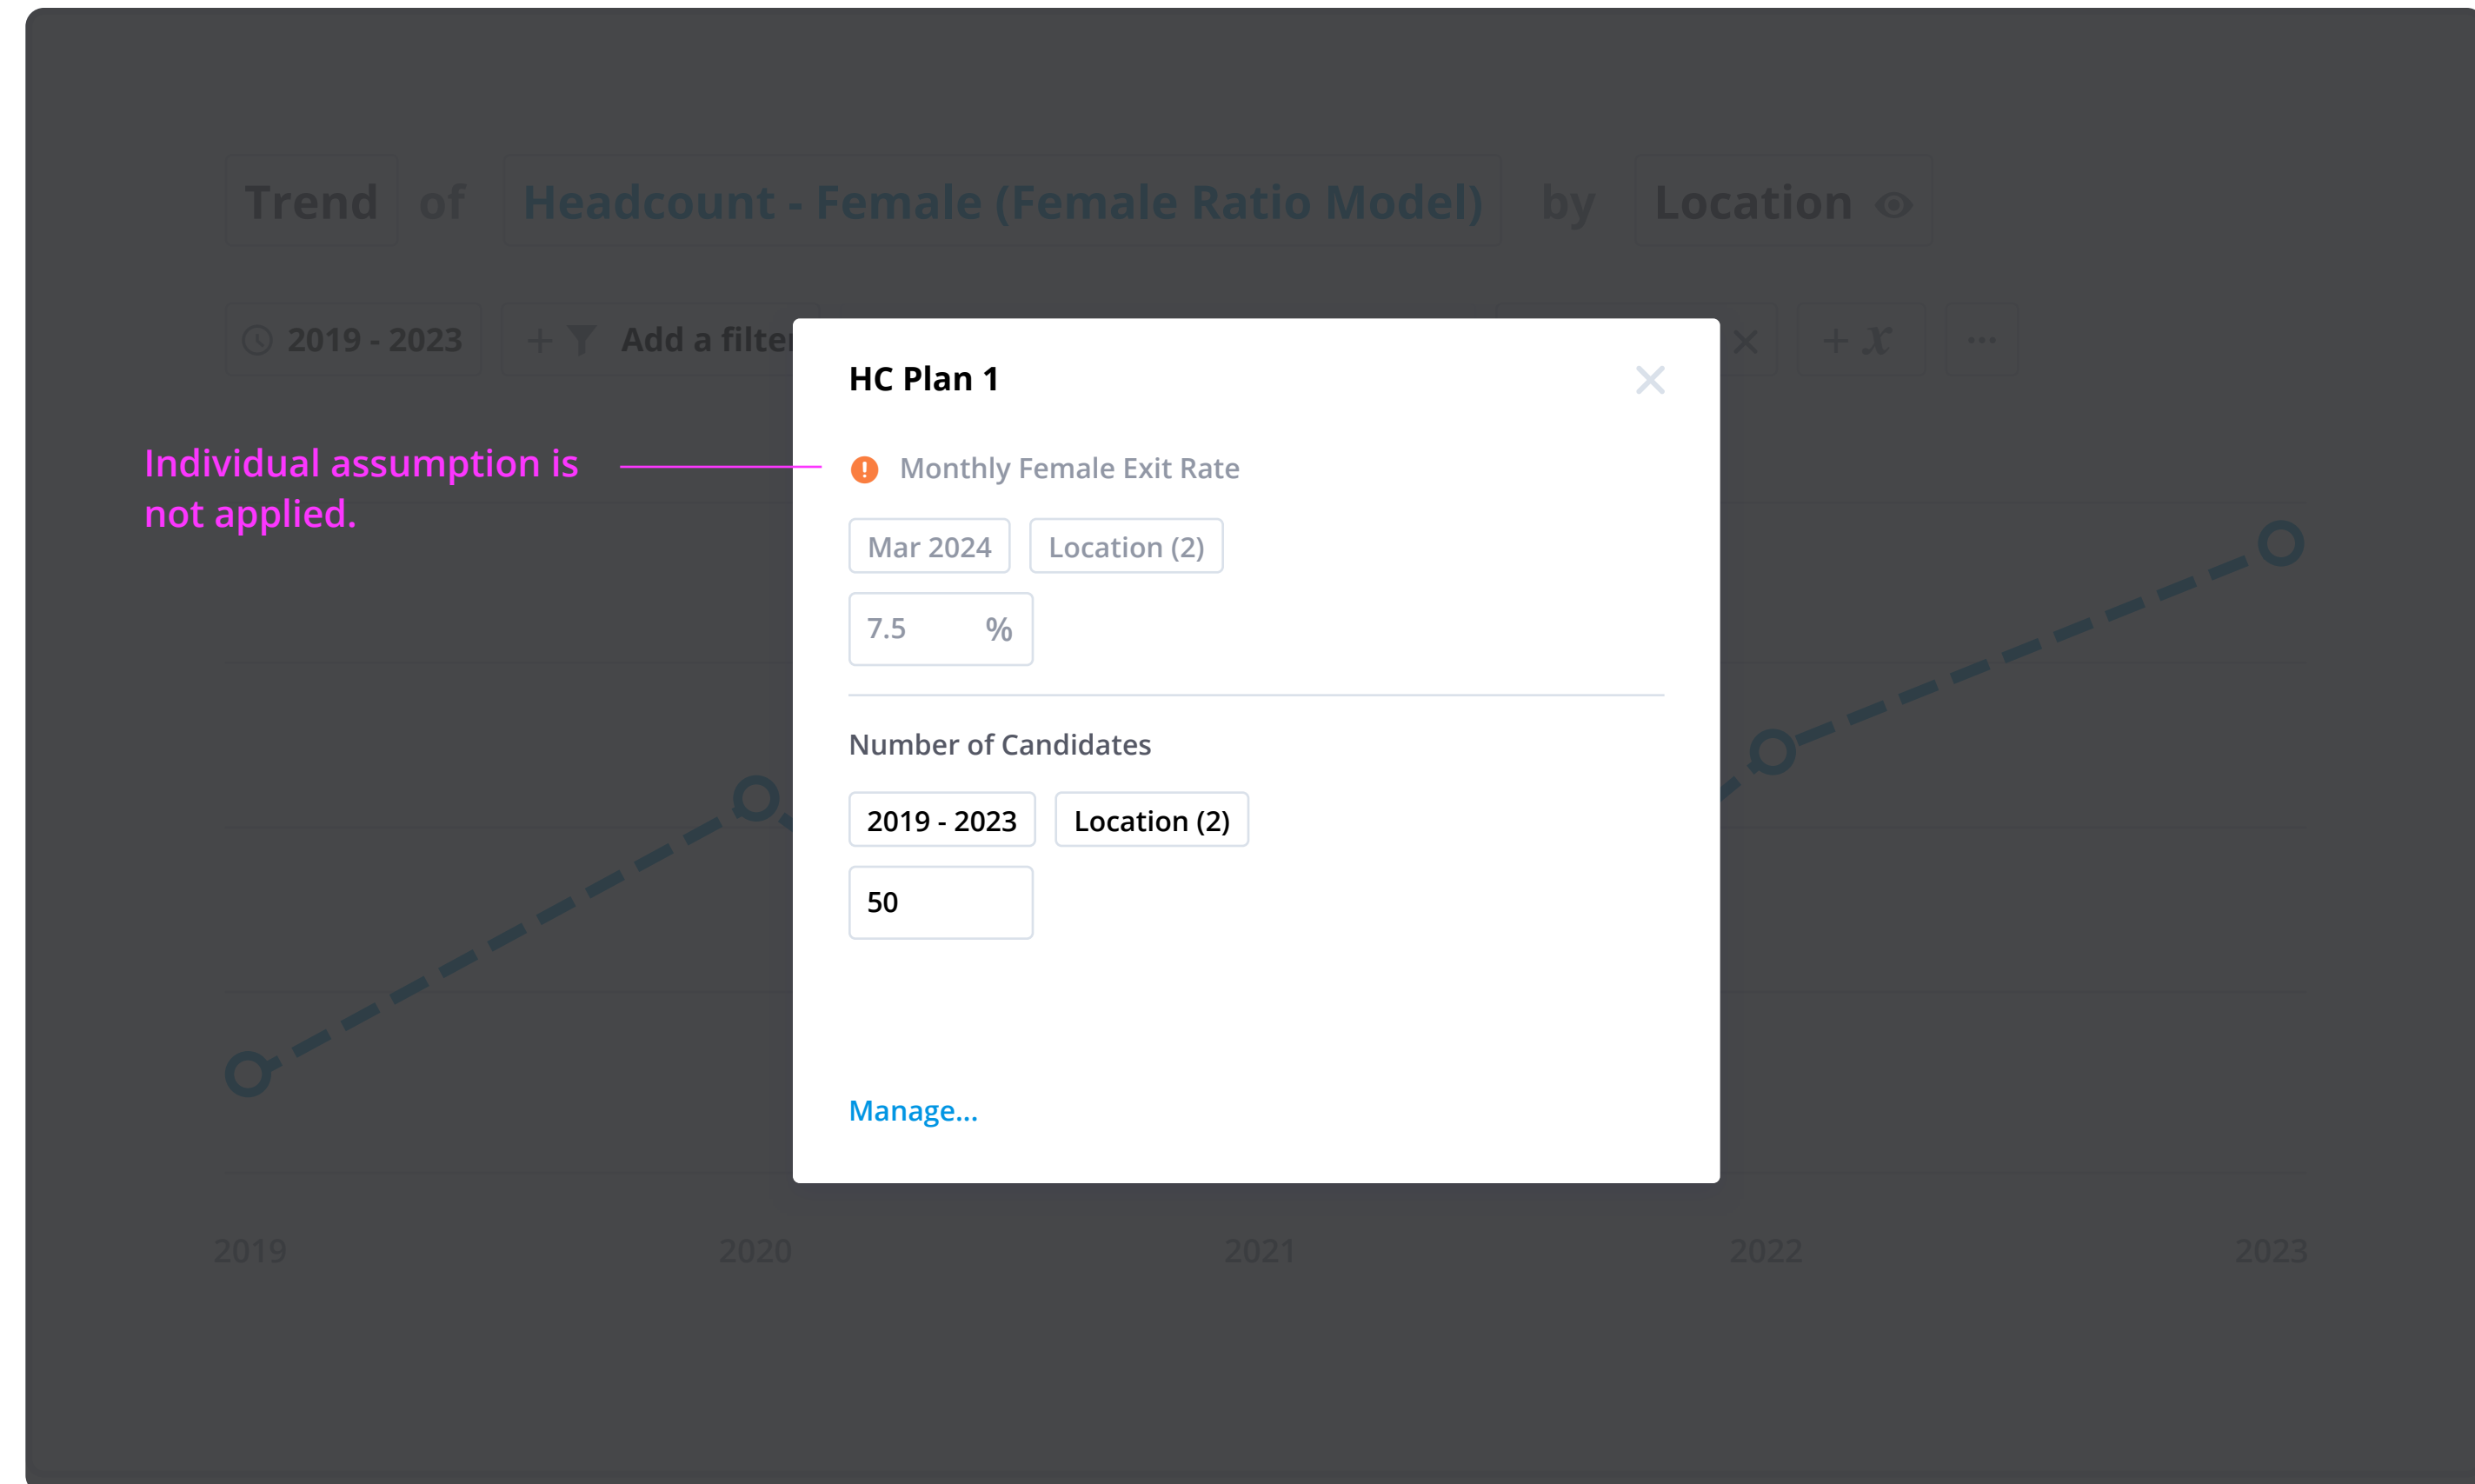 Trend of Headcount - Female (Female Ratio Model) by Location
2019 - 2023 Add a filter
HC Plan 1
Individual assumption is
not applied.
Monthly Female Exit Rate
Mar 2024 Location (2)
7.5 %
Number of Candidates
2019 - 2023 Location (2)
50
Manage...
2019 2020 2021 2022 2023